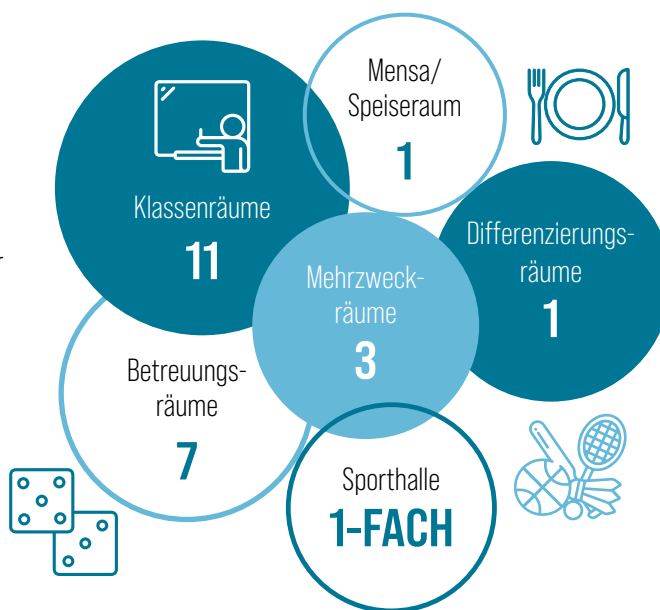 Mensa/
Speiseraum
1
Klassenräume
11
Differenzierungs-
räume
1
r
Mehrzweck-
räume
3
Betreuungs-
räume
7
Sporthalle
1-FACH